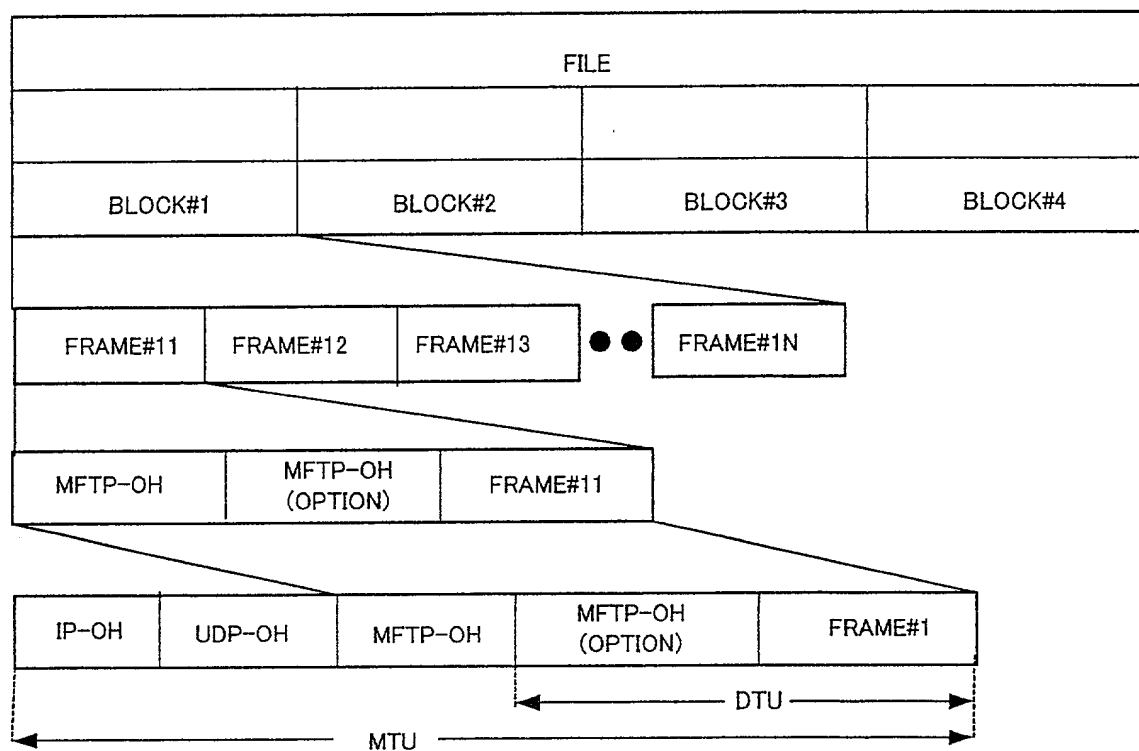 FILE
BLOCK#1 BLOCK#2 BLOCK#3 BLOCK#4
FRAME#11 FRAME#12 FRAME#13 ●● FRAME#1N
MFTP-OH MFTP-OH (OPTION) FRAME#11
IP-OH UDP-OH MFTP-OH MFTP-OH (OPTION) FRAME#1
DTU
MTU